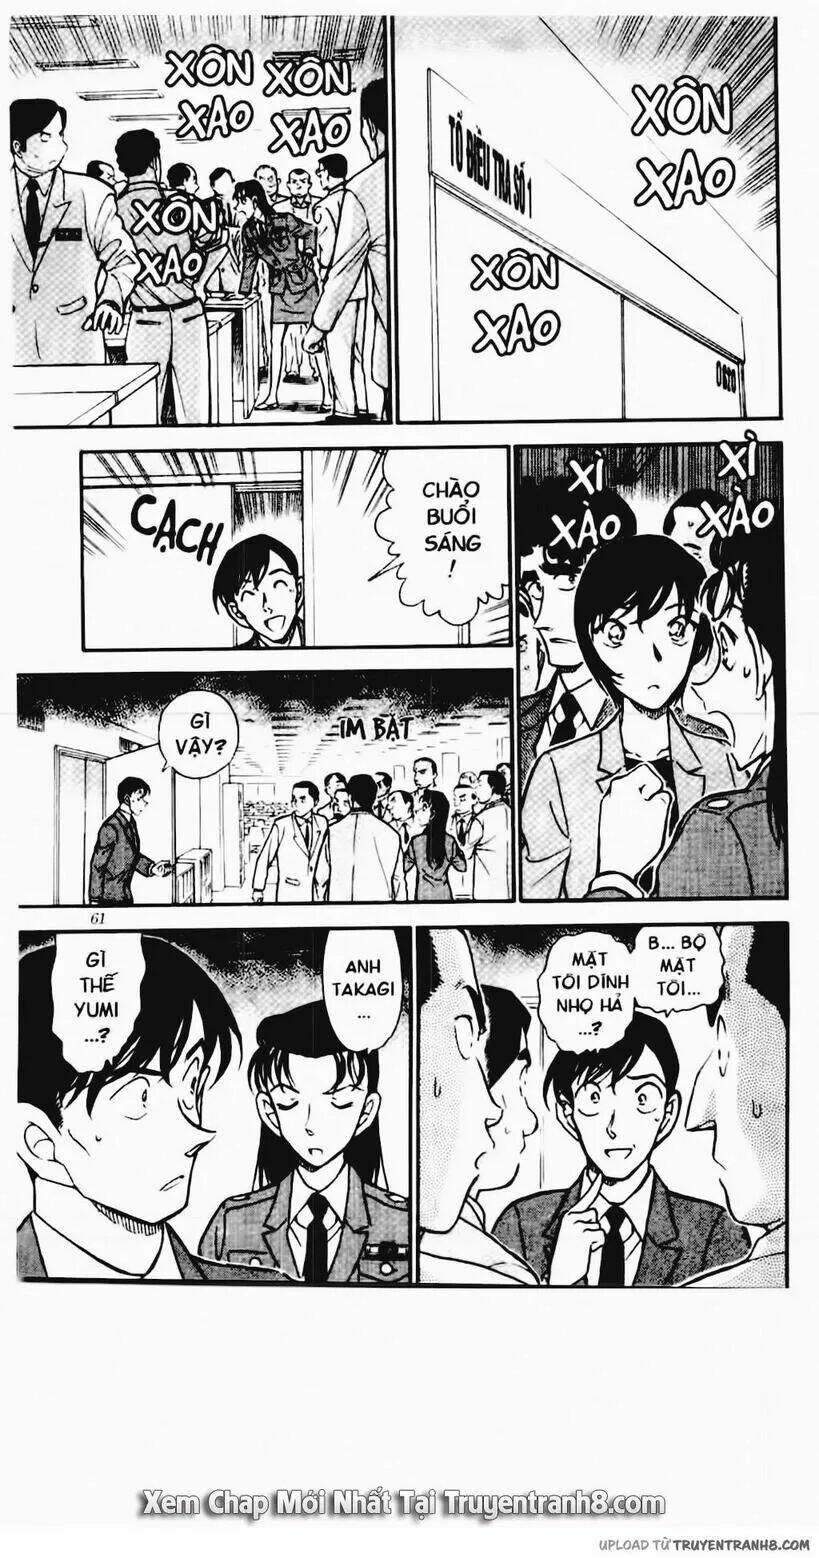 XÔN
XAO
TỔ ĐIỀU TRA SỐ 1
XÔN
XAO
XÔN
XAO
XÔN
XAO
XÔN
XAO
XÌ
XÀO
XÌ
XÀO
CHÀO
BUỔI
SÁNG
!
CẠCH
IM BẶT
GÌ
VẬY?
61
B... BỘ
MẶT
TÔI...
MẶT
TÔI DÍNH
NHỌ HẢ
...?
ANH
TAKAGI
...
GÌ
THẾ
YUMI
...?
Xem Chap Mới Nhất Tại Truyentranh8.com
UPLOAD TỪ TRUYENTRANH8.COM